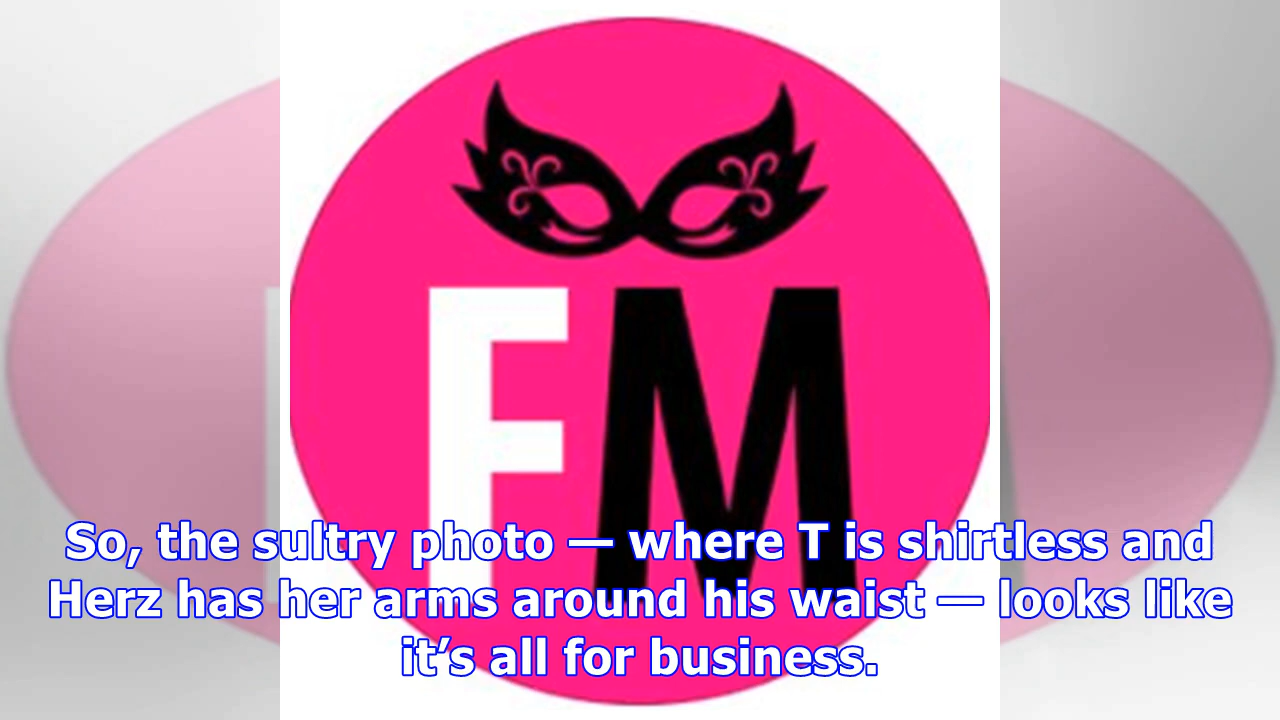 FM
So, the sultry photo — where T is shirtless and
Herz has her arms around his waist — looks like
it’s all for business.